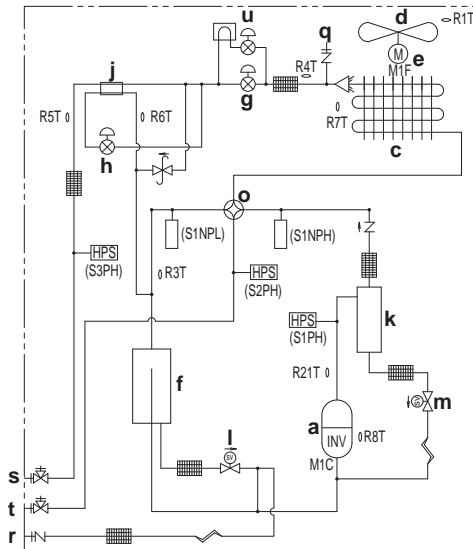 u
q
d
R1T
M
e
M1F
R4T
g
j
R5T
R6T
R7T
h
c
o
(S1NPL)
(S1NPH)
HPS
(S3PH)
R3T
HPS
(S2PH)
HPS
(S1PH)
k
f
R21T
SV
m
a
INV
R8T
M1C
l
SV
s
t
r